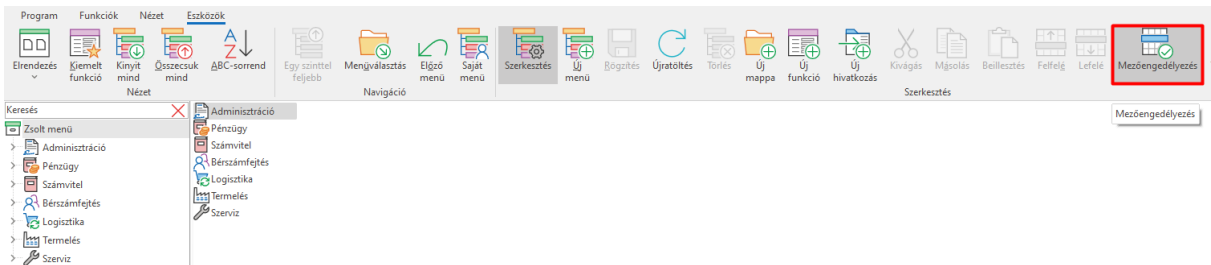 Program Funkciók Nézet Eszközök
Elrendezés Kiemelt funkció Kinyit mind Összecsuk mind ABC-sorrend Egy szinttel feljebb Menüválasztás Előző menü Saját menü Szerkesztés Új menü Rögzítés Újratöltés Törlés Új mappa Új funkció Új hivatkozás Kivágás Másolás Beillesztés Felfelé Lefelé Mezőengedélyezés
Nézet Navigáció Szerkesztés
Keresés
Mezőengedélyezés
Zsolt menü
Adminisztráció
Pénzügy
Számvitel
Bérszámfejtés
Logisztika
Termelés
Szerviz
Adminisztráció
Pénzügy
Számvitel
Bérszámfejtés
Logisztika
Termelés
Szerviz